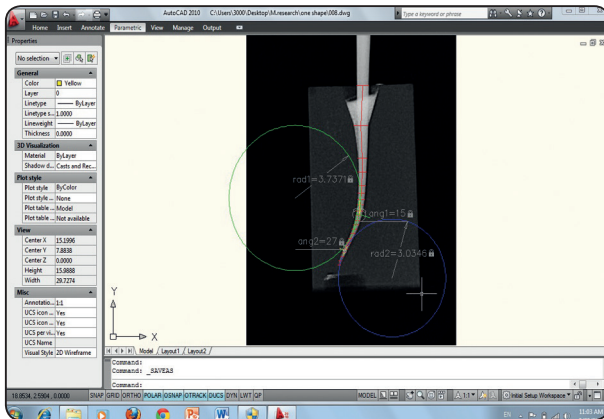 AutoCAD 2010 C:\Users\3000\Desktop\M.research\one shape\008.dwg
Type a keyword or phrase
Home Insert Annotate Parametric View Manage Output
Properties
No selection
General
Color Yellow
Layer 0
Linetype ByLayer
Linetype s... 1.0000
Lineweight ByLayer
Thickness 0.0000
3D Visualization
Material ByLayer
Shadow d... Casts and Rec...
Plot style
Plot style ByColor
Plot style ... None
Plot table ... Model
Plot table ... Not available
View
Center X 15.1996
Center Y 7.8838
Center Z 0.0000
Height 15.9888
Width 29.7274
Misc
Annotatio... 1:1
UCS icon ... Yes
UCS icon ... Yes
UCS per vi... Yes
UCS Name
Visual Style 2D Wireframe
rad1=3.7371
ang1=15
ang2=27
rad2=3.0346
Y
X
Model Layout1 Layout2
Command:
Command: _SAVEAS
Command:
18.8534, 2.5904, 0.0000 SNAP GRID ORTHO POLAR OSNAP OTRACK DUCS DYN LWT QP MODEL 1:1 Initial Setup Workspace
EN 11:03 AM